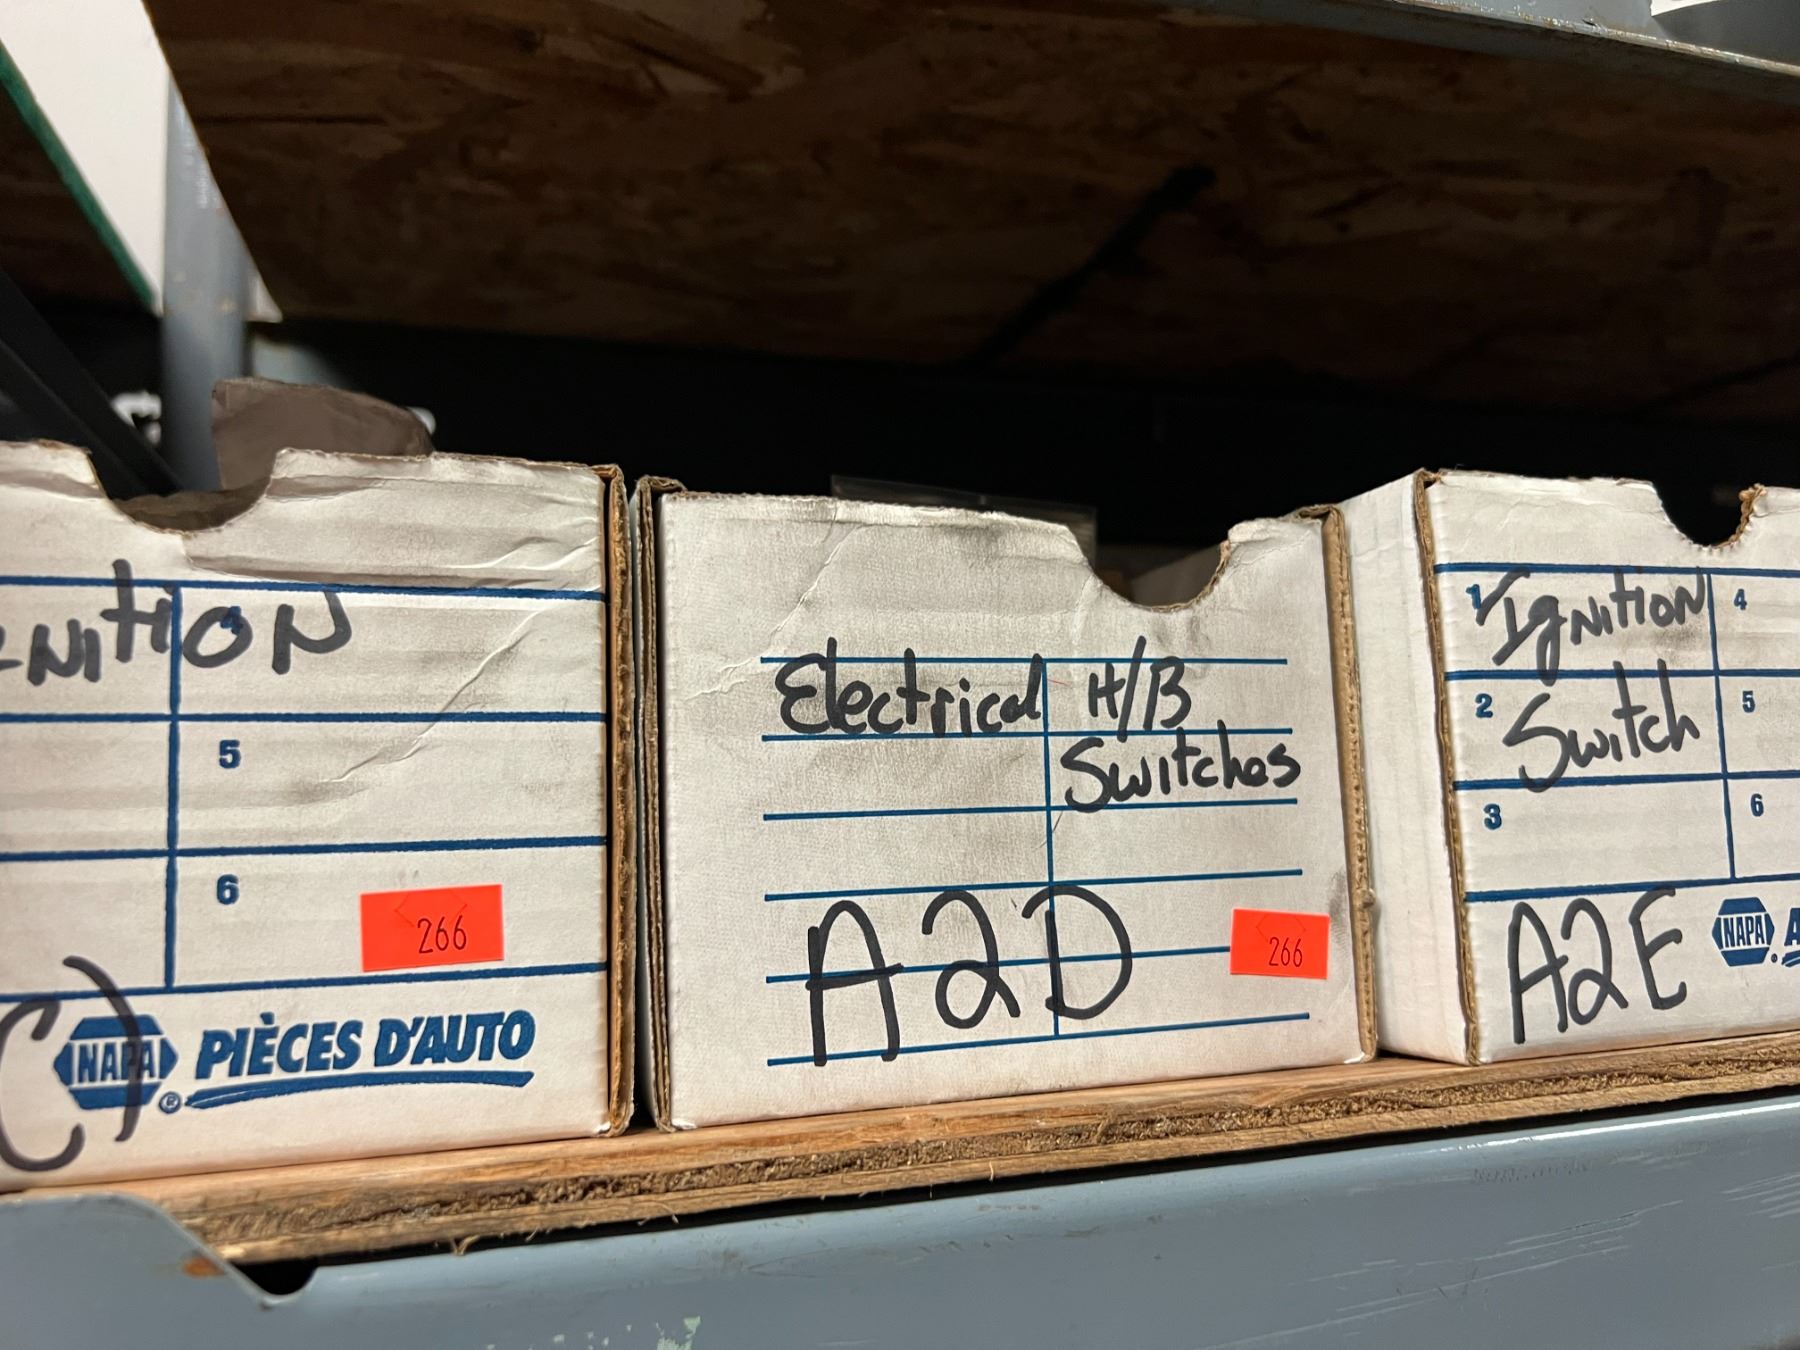 NITION
5
6
266
C)
NAPA® PIÈCES D'AUTO
Electrical H/B
Switches
A2D
266
1 Ignition 4
2 Switch 5
3 6
A2E NAPA®